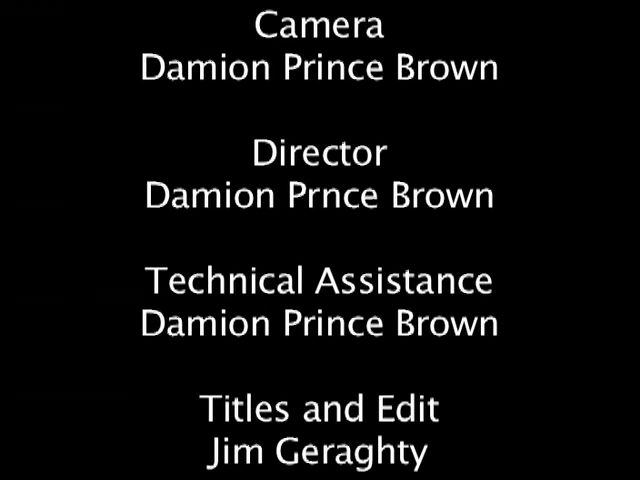 Camera
Damion Prince Brown
Director
Damion Prnce Brown
Technical Assistance
Damion Prince Brown
Titles and Edit
Jim Geraghty